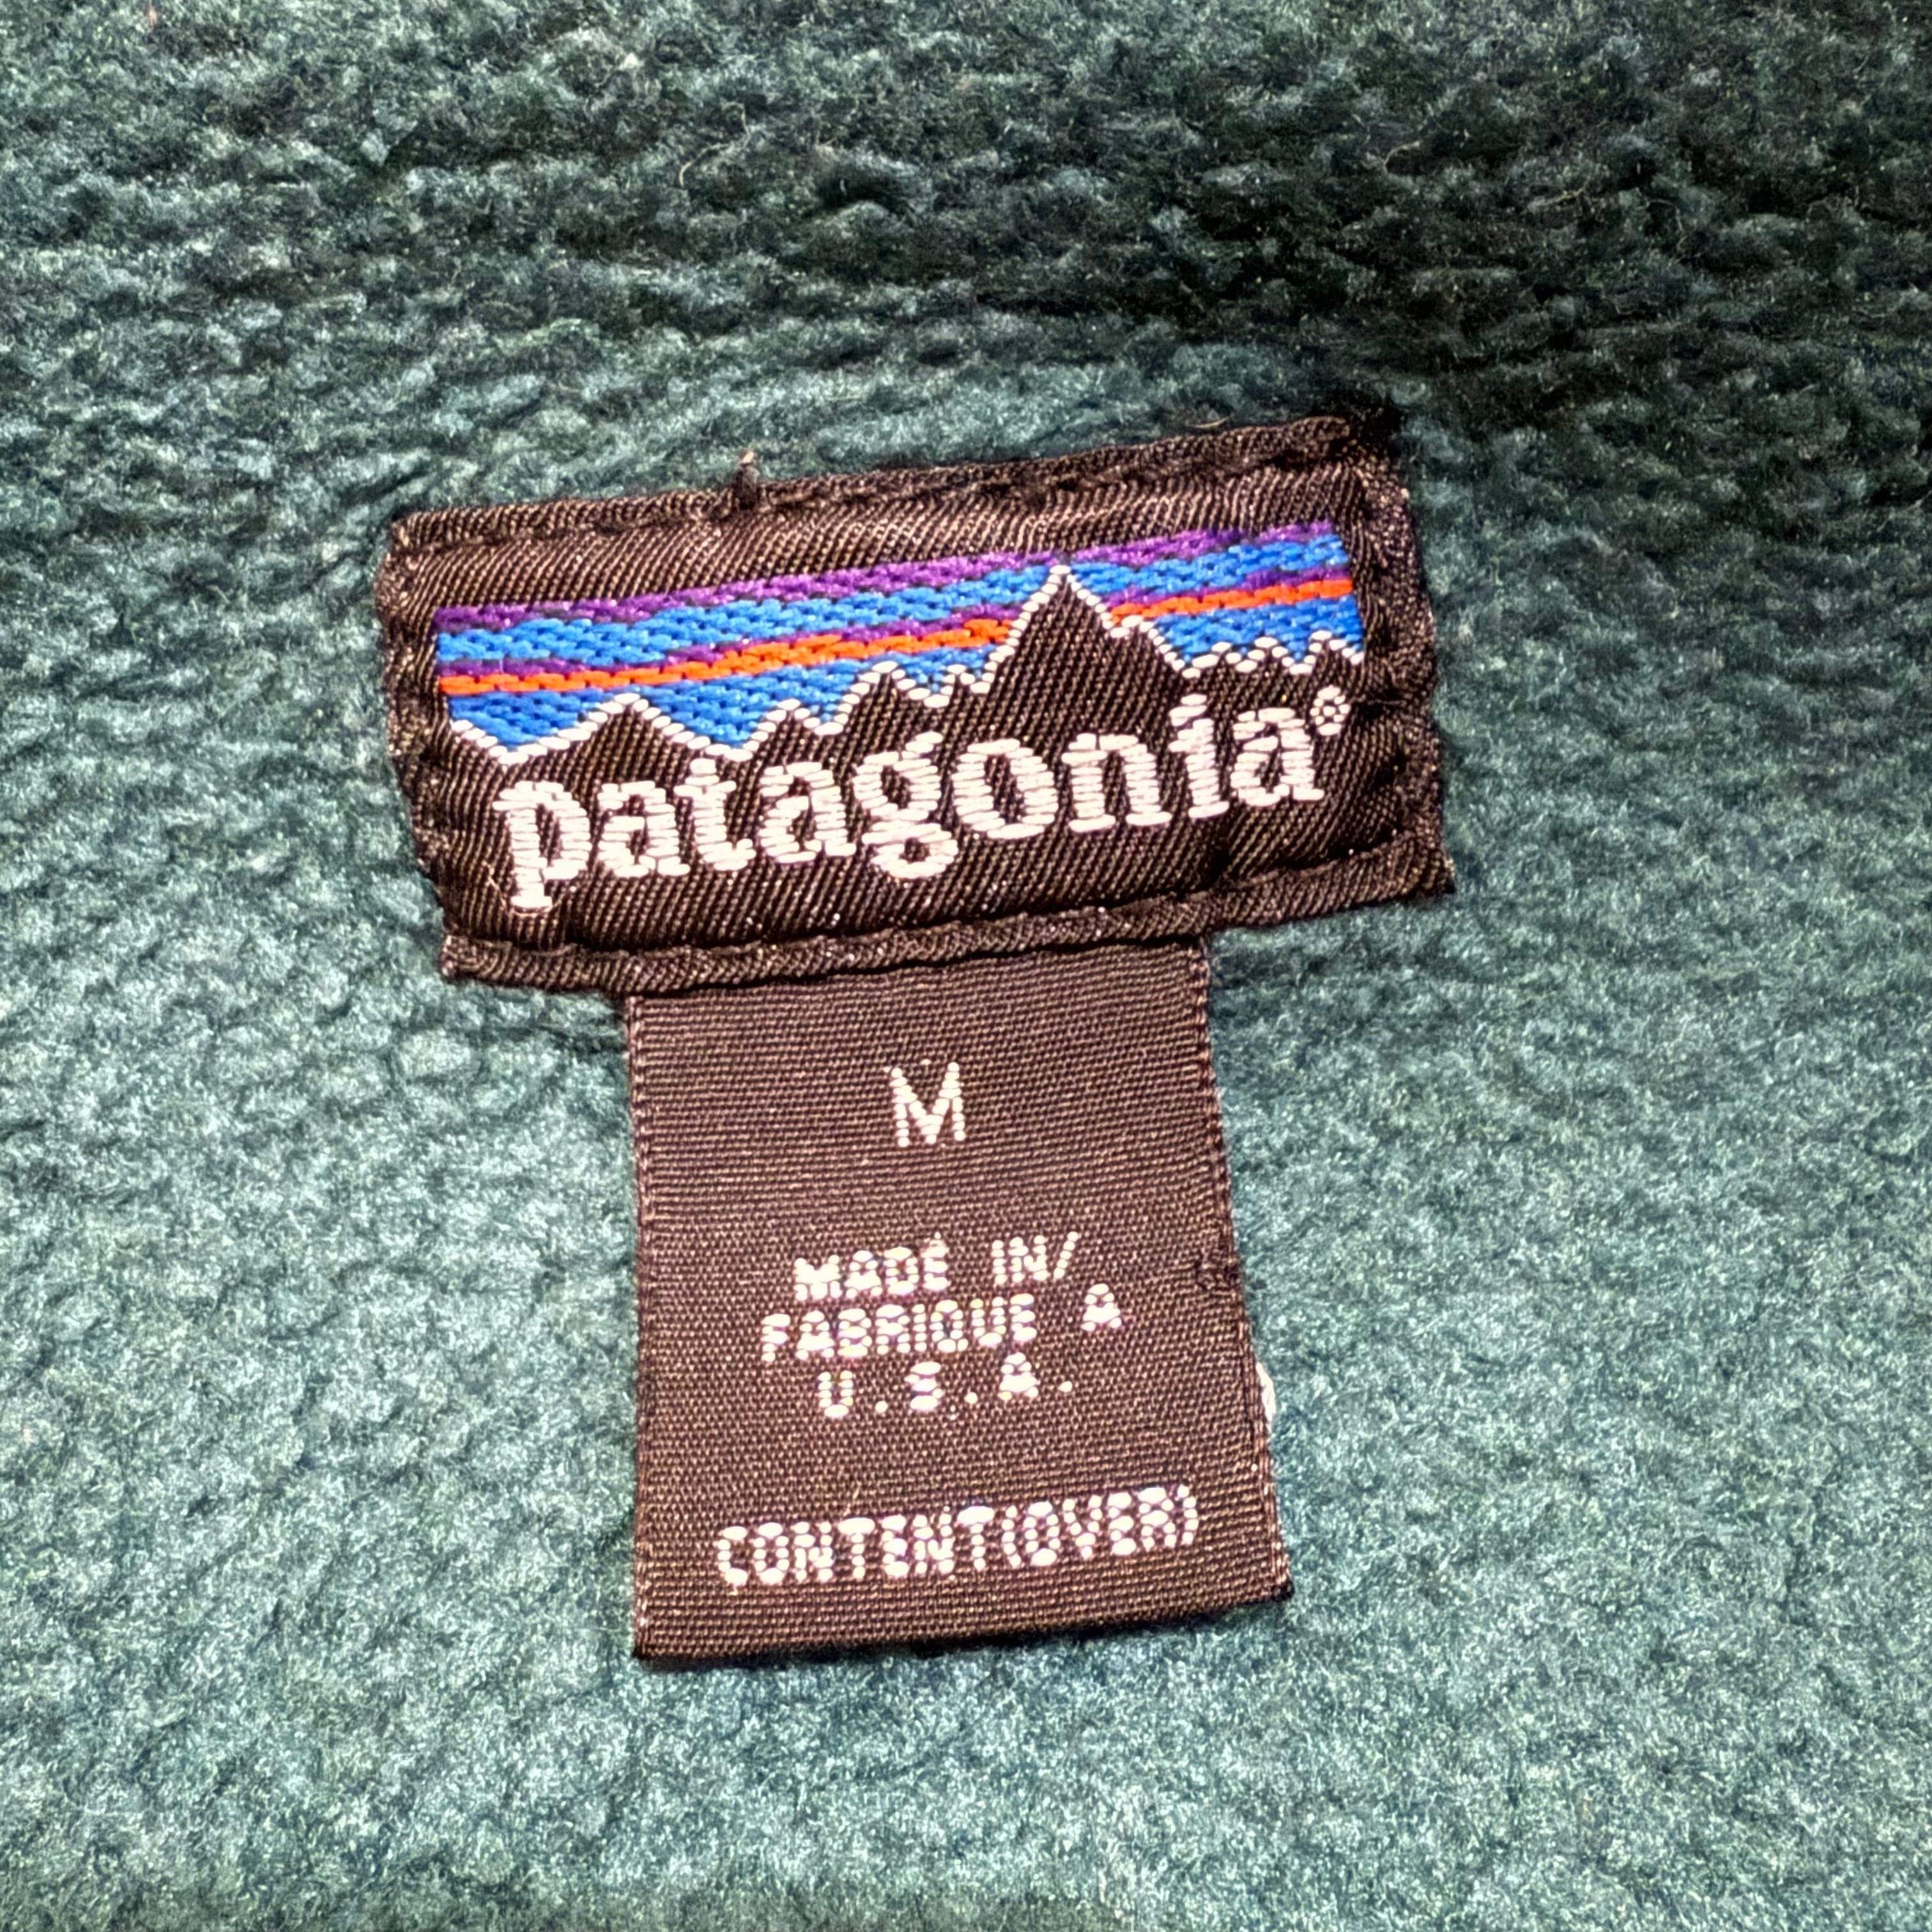 patagonia®
M
MADE IN/
FABRIQUE A
U.S.A.
CONTENT(OVER)